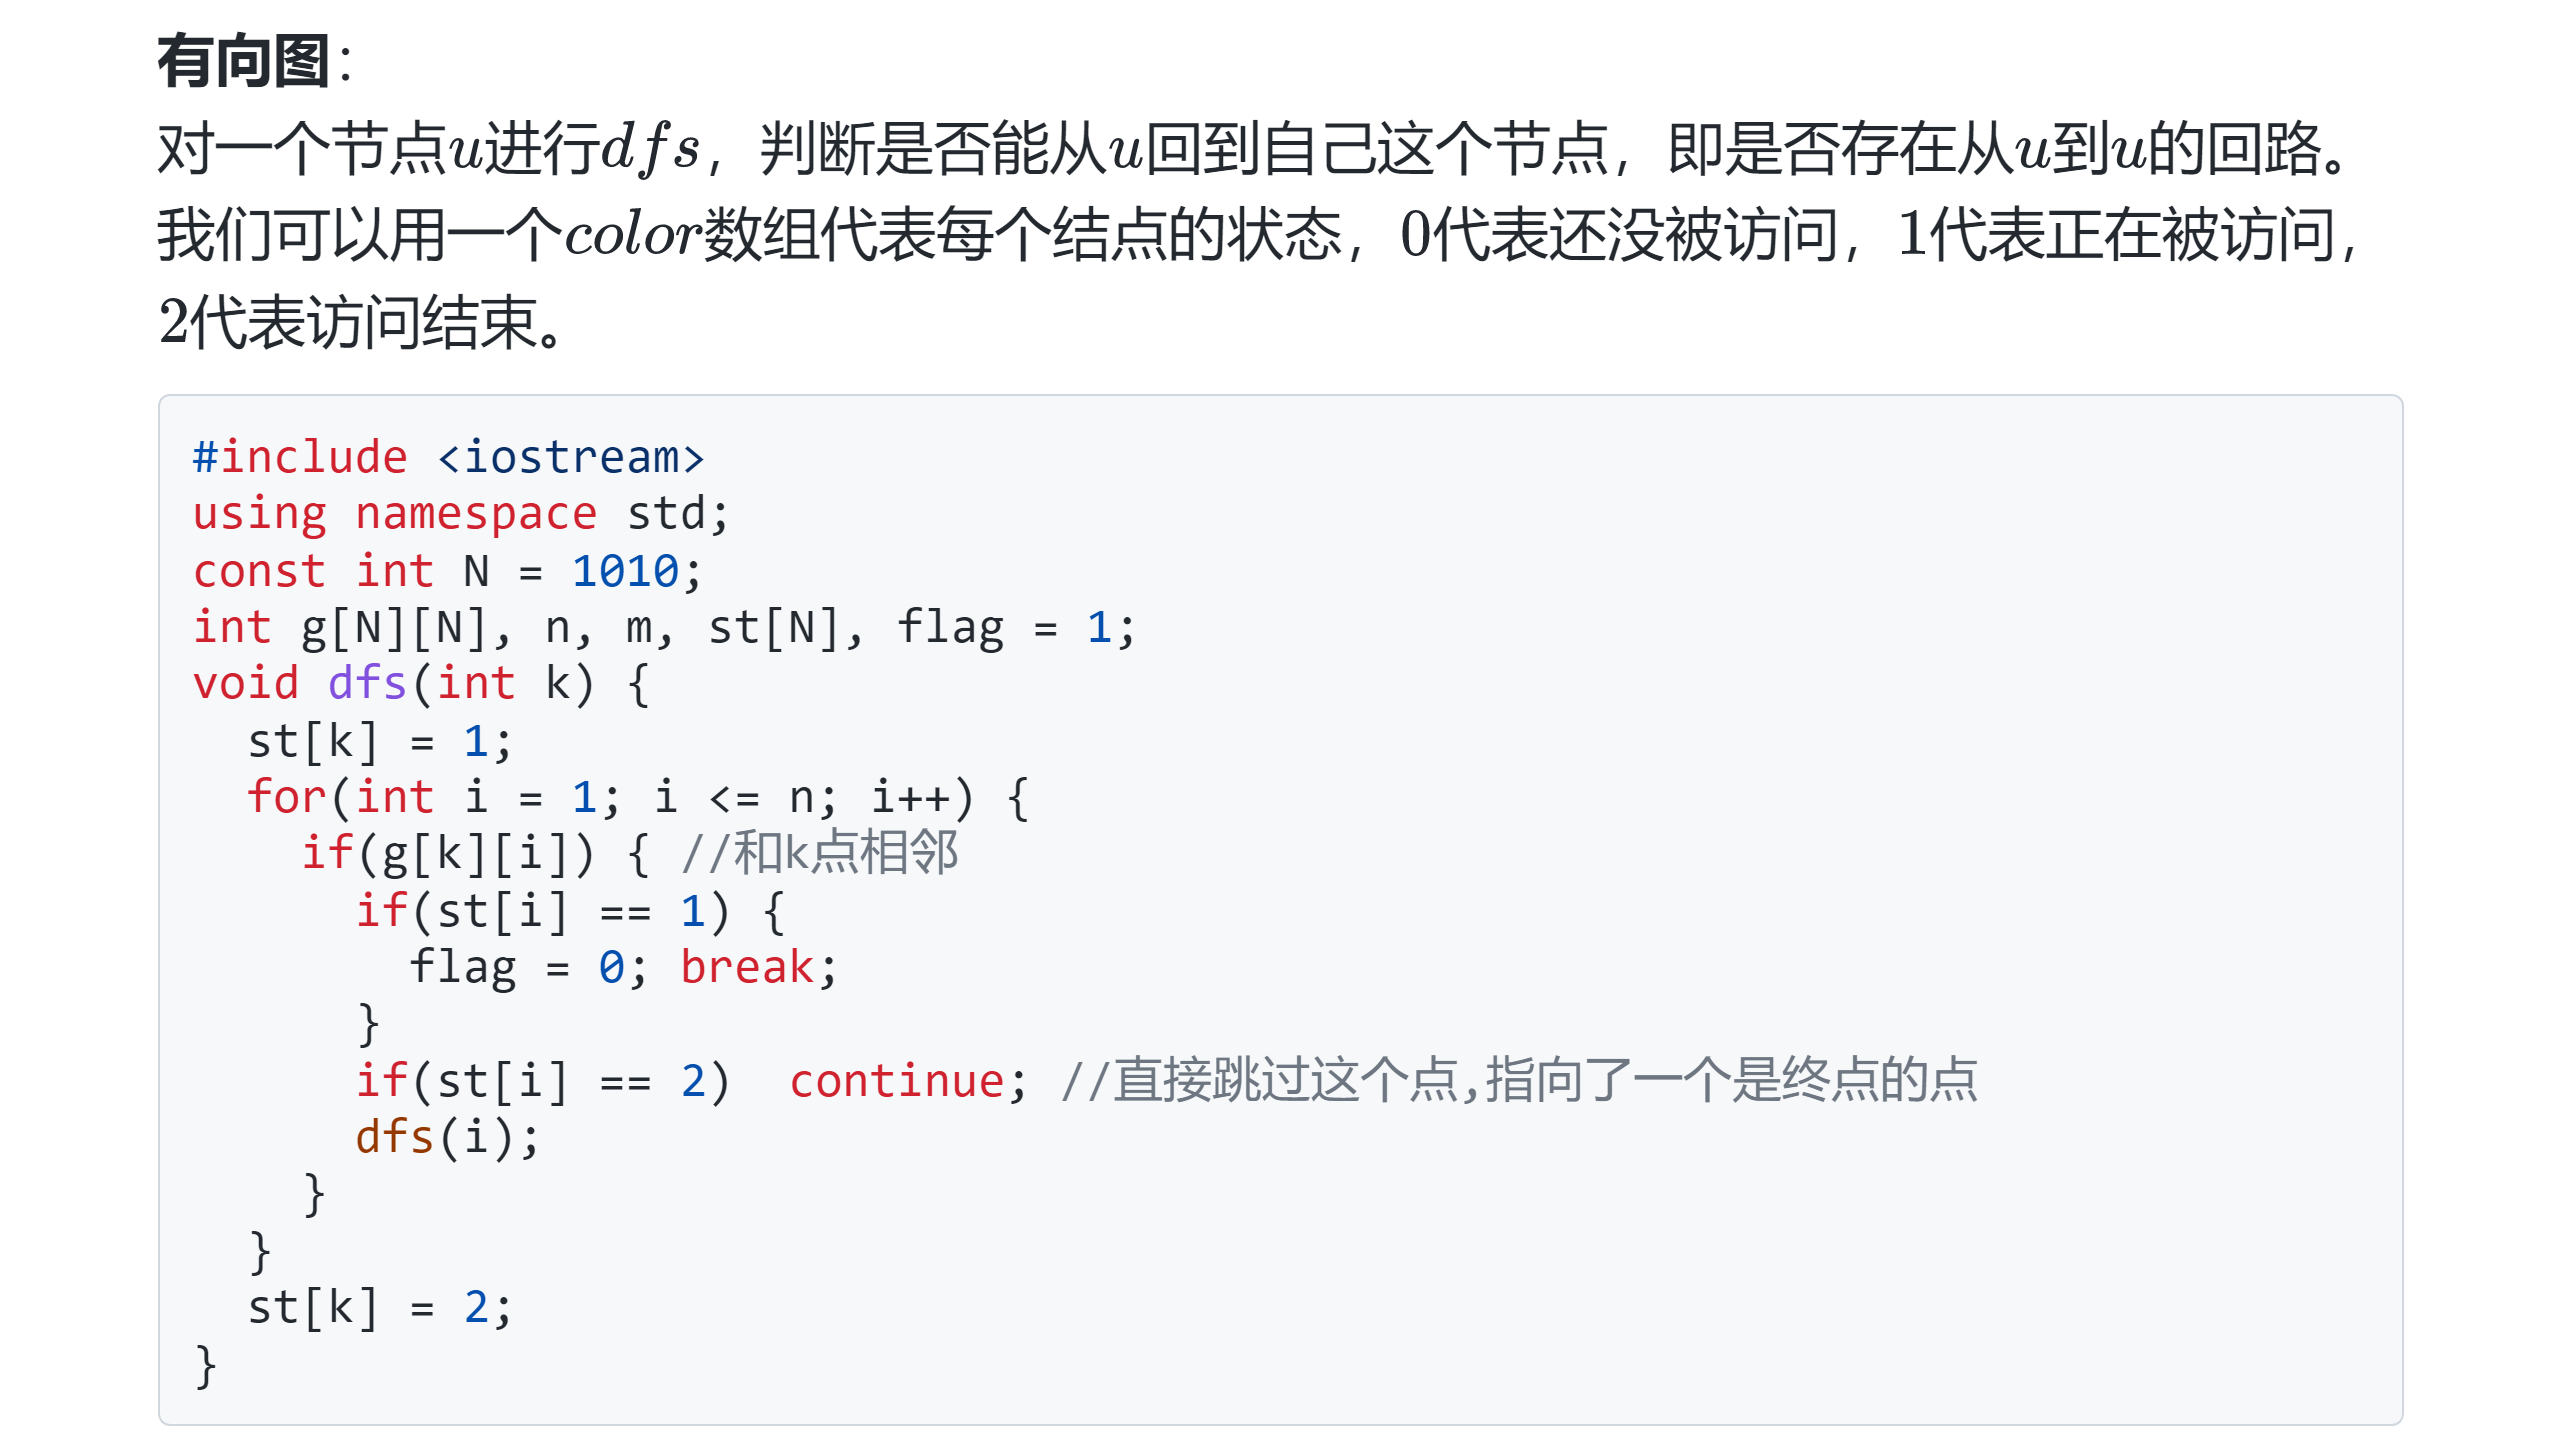 有向图：
对一个节点u进行dfs，判断是否能从u回到自己这个节点，即是否存在从u到u的回路。
我们可以用一个color数组代表每个结点的状态，0代表还没被访问，1代表正在被访问，
2代表访问结束。
#include <iostream>
using namespace std;
const int N = 1010;
int g[N][N], n, m, st[N], flag = 1;
void dfs(int k) {
  st[k] = 1;
  for(int i = 1; i <= n; i++) {
    if(g[k][i]) { //和k点相邻
      if(st[i] == 1) {
        flag = 0; break;
      }
      if(st[i] == 2)  continue; //直接跳过这个点,指向了一个是终点的点
      dfs(i);
    }
  }
  st[k] = 2;
}